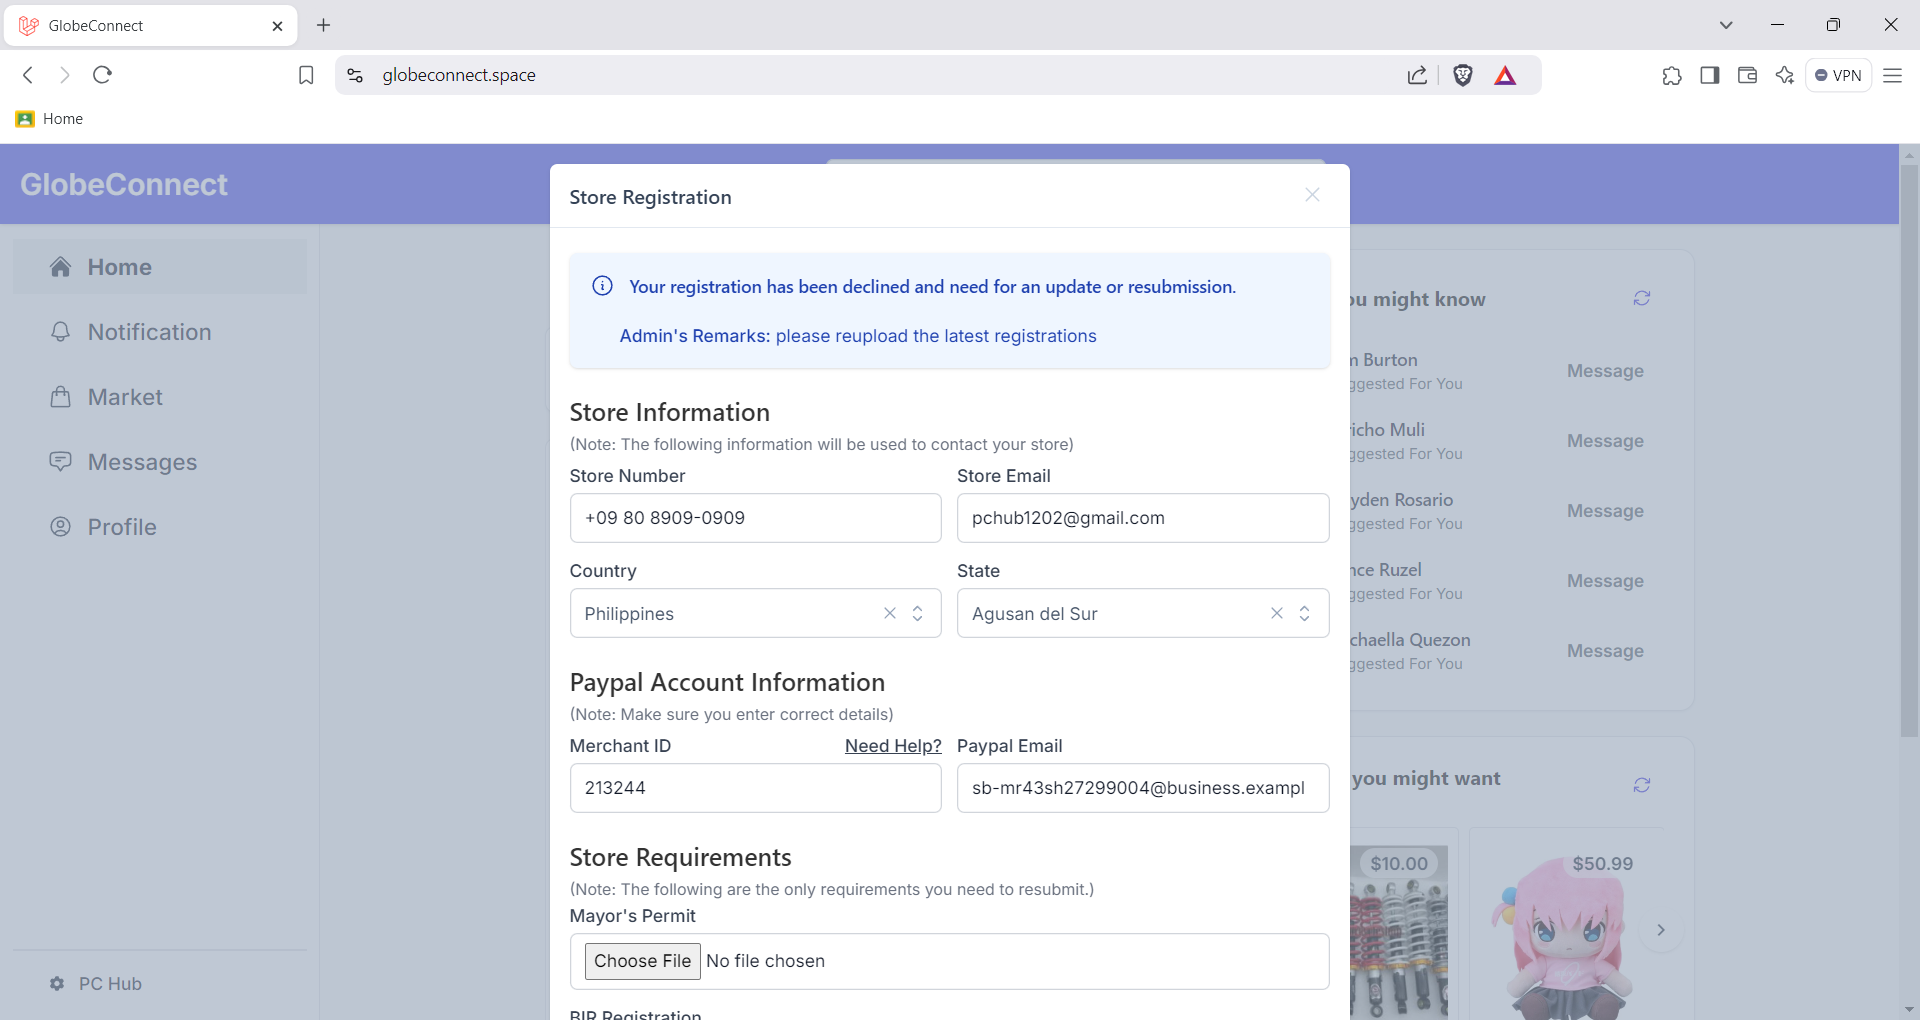 GlobeConnect
globeconnect.space
VPN
Home
GlobeConnect
Home
Notification
Market
Messages
Profile
PC Hub
Store Registration
Your registration has been declined and need for an update or resubmission.
Admin's Remarks: please reupload the latest registrations
Store Information
(Note: The following information will be used to contact your store)
Store Number
Store Email
+09 80 8909-0909
pchub1202@gmail.com
Country
State
Philippines
Agusan del Sur
Paypal Account Information
(Note: Make sure you enter correct details)
Merchant ID
Need Help?
Paypal Email
213244
sb-mr43sh27299004@business.exampl
Store Requirements
(Note: The following are the only requirements you need to resubmit.)
Mayor's Permit
Choose File No file chosen
BIR Registration
ou might know
m Burton
ggested For You
Message
richo Muli
ggested For You
Message
yden Rosario
ggested For You
Message
nce Ruzel
ggested For You
Message
chaella Quezon
ggested For You
Message
you might want
$10.00
$50.99